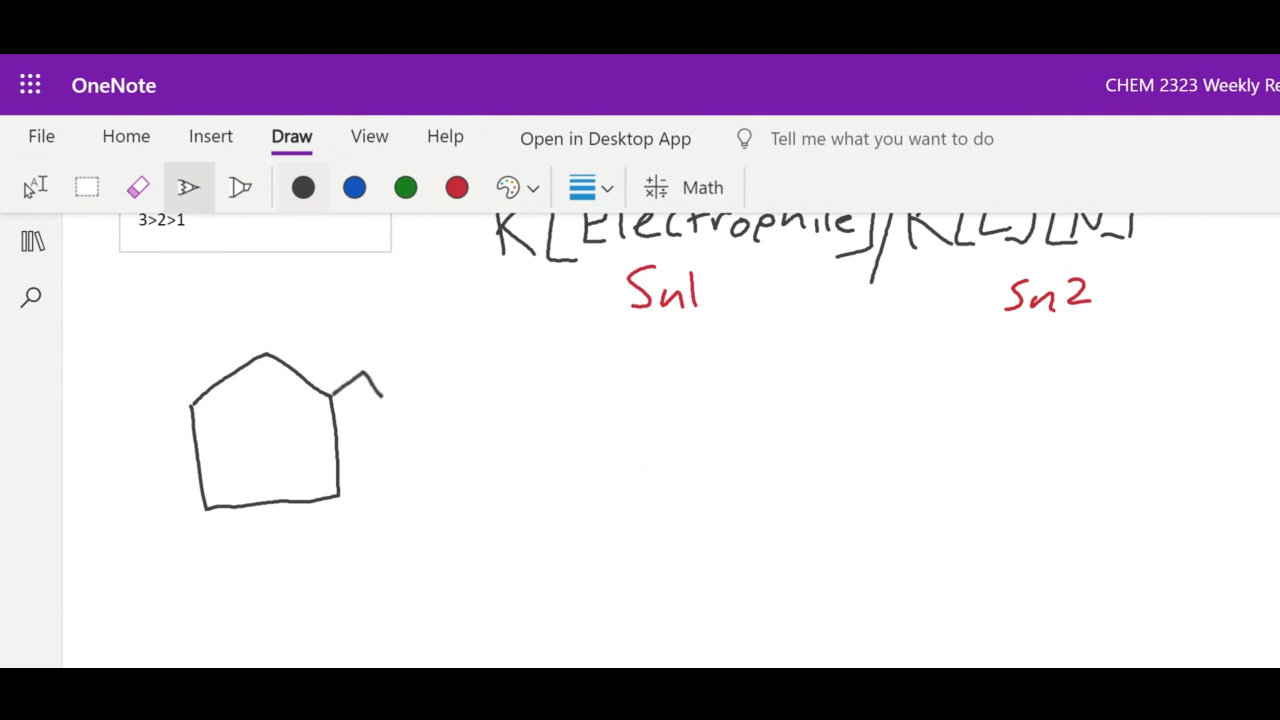 OneNote
CHEM 2323 Weekly Re
File Home Insert Draw View Help Open in Desktop App Tell me what you want to do
Math
3>2>1
K[Electrophile]/K[E][N]
Sn1 Sn2